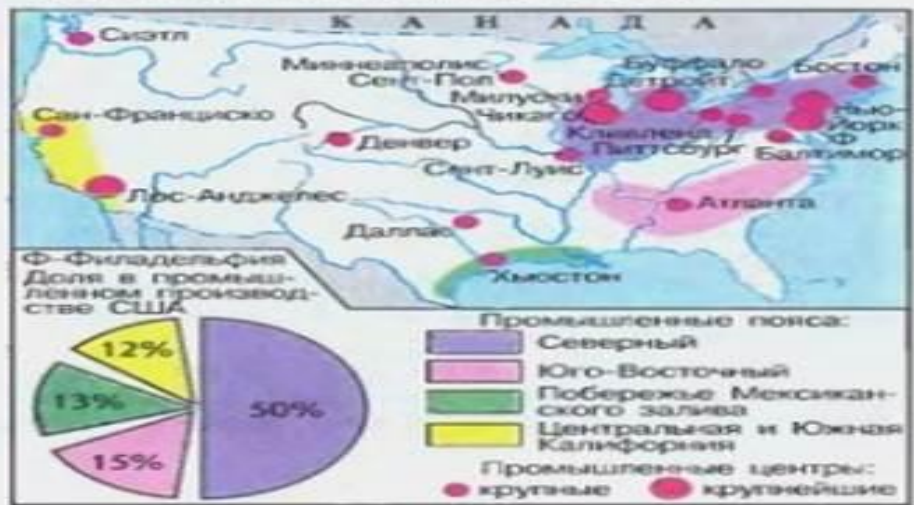 КАНАДА
Сиэтл
Миннеаполис
Сент-Пол
Буффало
Детройт
Бостон
Милуоки
Чикаго
Сан-Франциско
Денвер
Кливленд
Питтсбург
Нью-
Йорк
Ф
Балтимор
Сент-Луис
Лос-Анджелес
Атланта
Даллас
Хьюстон
Ф-Филадельфия
Доля в промыш-
ленном производ-
стве США
12%
13%
15%
50%
Промышленные пояса:
Северный
Юго-Восточный
Побережье Мексикан-
ского залива
Центральная и Южная
Калифорния
Промышленные центры:
крупные
крупнейшие